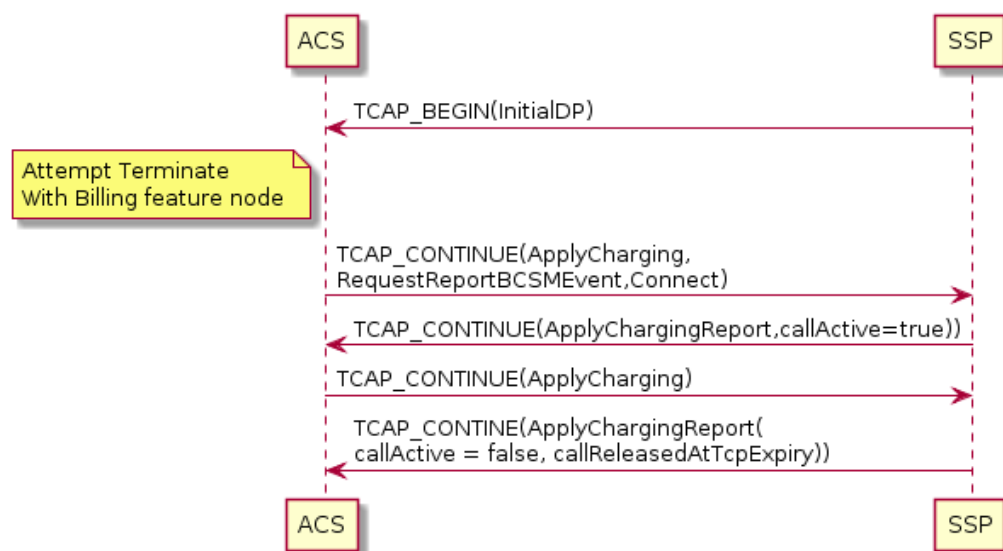 ACS
SSP
TCAP_BEGIN(InitialDP)
Attempt Terminate
With Billing feature node
TCAP_CONTINUE(ApplyCharging,
RequestReportBCSMEvent,Connect)
TCAP_CONTINUE(ApplyChargingReport,callActive=true))
TCAP_CONTINUE(ApplyCharging)
TCAP_CONTINE(ApplyChargingReport(
callActive = false, callReleasedAtTcpExpiry))
ACS
SSP